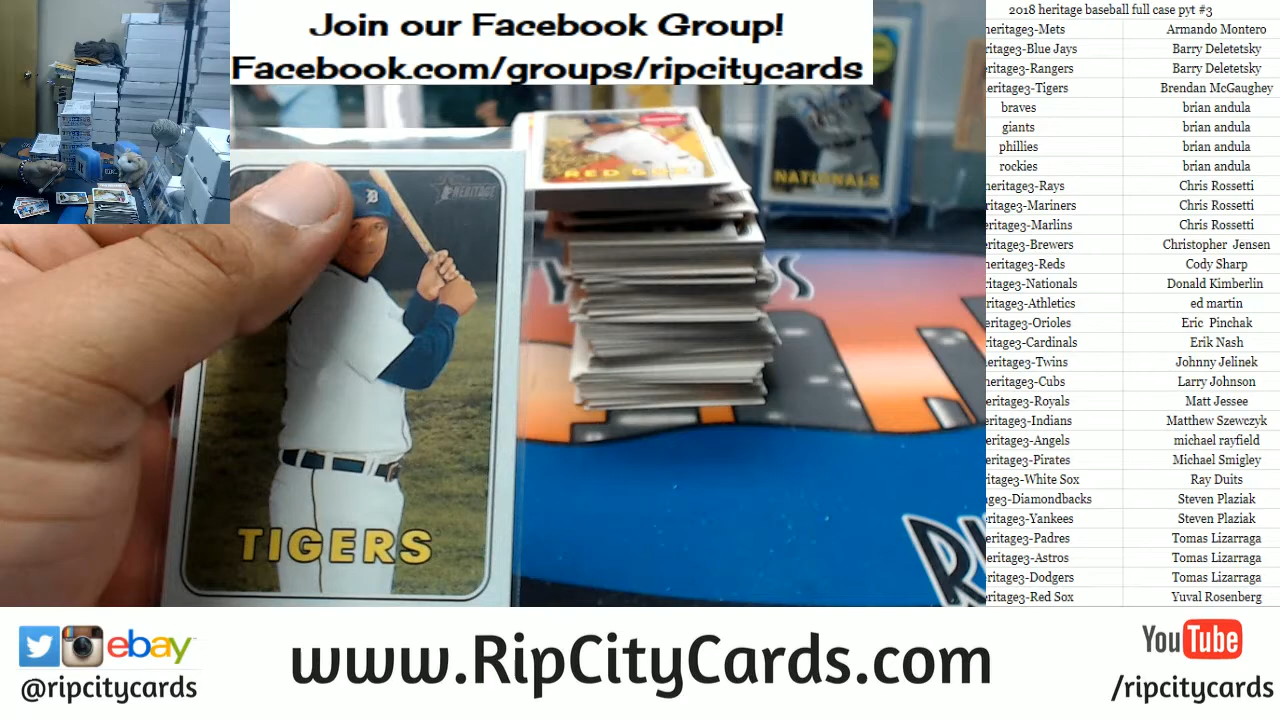 Join our Facebook Group!
Facebook.com/groups/ripcitycards
2018 heritage baseball full case pyt #3
eritage3-Mets Armando Montero
ritage3-Blue Jays Barry Deletetsky
ritage3-Rangers Barry Deletetsky
eritage3-Tigers Brendan McGaughey
braves brian andula
giants brian andula
phillies brian andula
rockies brian andula
eritage3-Rays Chris Rossetti
eritage3-Mariners Chris Rossetti
eritage3-Marlins Chris Rossetti
eritage3-Brewers Christopher Jensen
eritage3-Reds Cody Sharp
eritage3-Nationals Donald Kimberlin
eritage3-Athletics ed martin
eritage3-Orioles Eric Pinchak
eritage3-Cardinals Erik Nash
eritage3-Twins Johnny Jelinek
eritage3-Cubs Larry Johnson
eritage3-Royals Matt Jessee
eritage3-Indians Matthew Szewczyk
eritage3-Angels michael rayfield
eritage3-Pirates Michael Smigley
itage3-White Sox Ray Duits
age3-Diamondbacks Steven Plaziak
eritage3-Yankees Steven Plaziak
eritage3-Padres Tomas Lizarraga
eritage3-Astros Tomas Lizarraga
eritage3-Dodgers Tomas Lizarraga
eritage3-Red Sox Yuval Rosenberg
HERITAGE
RED
NATIONALS
TIGERS
ebay
@ripcitycards
www.RipCityCards.com
YouTube
/ripcitycards